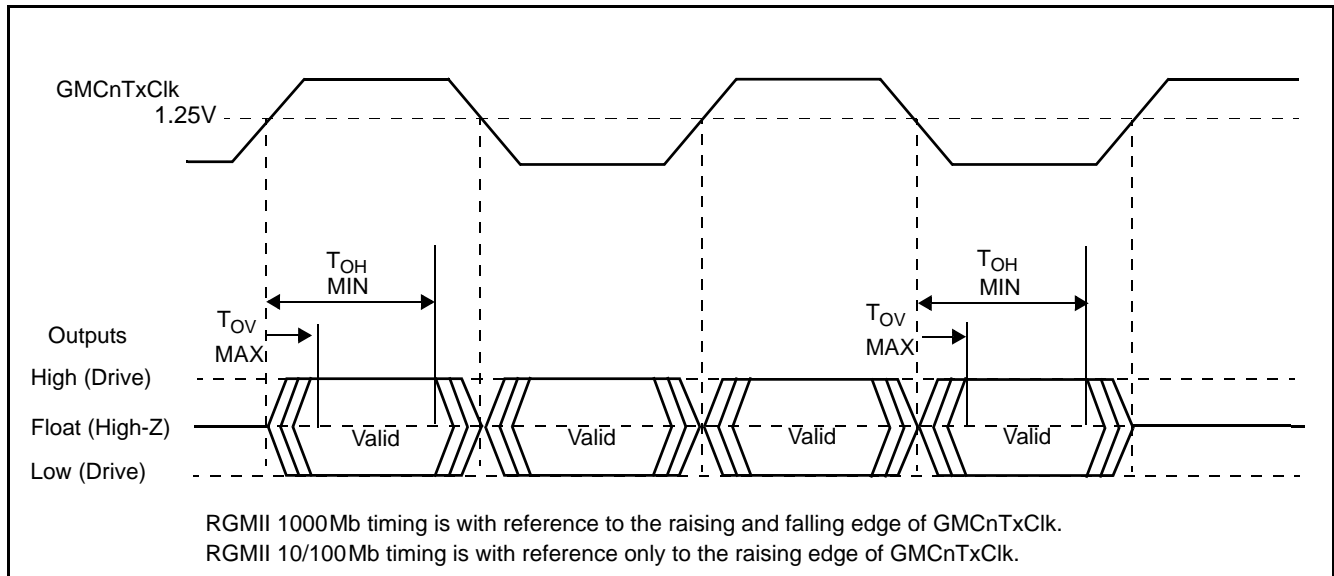 GMCnTxClk
1.25V
TOH
MIN
TOH
MIN
TOV
MAX
TOV
MAX
Outputs
High (Drive)
Float (High-Z)
Valid
Valid
Valid
Valid
Low (Drive)
RGMII 1000Mb timing is with reference to the raising and falling edge of GMCnTxClk.
RGMII 10/100Mb timing is with reference only to the raising edge of GMCnTxClk.